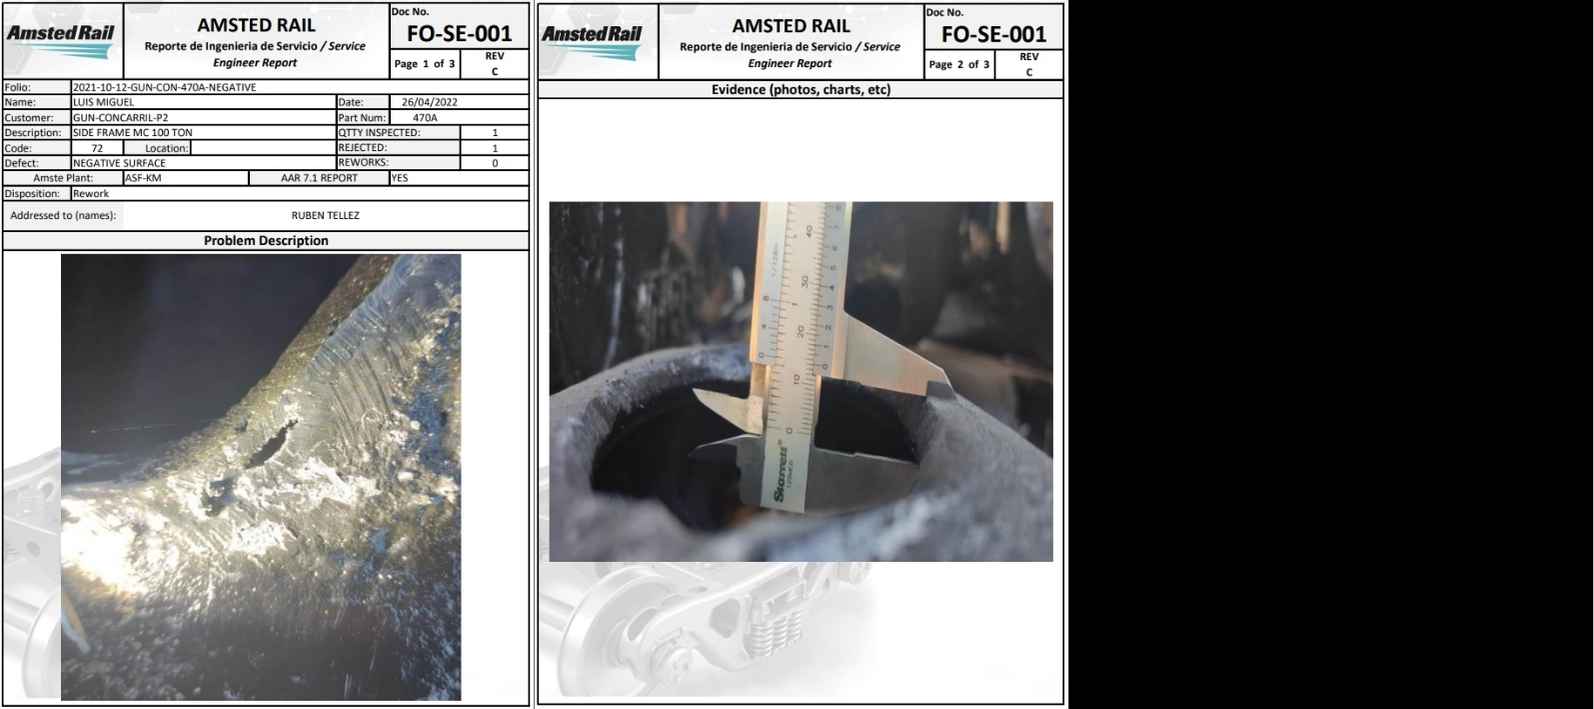 AmstedRail
AMSTED RAIL
Reporte de Ingenieria de Servicio / Service
Engineer Report
Doc No.
FO-SE-001
Page 1 of 3
REV
C
Folio: 2021-10-12-GUN-CON-470A-NEGATIVE
Name: LUIS MIGUEL Date: 26/04/2022
Customer: GUN-CONCARRIL-P2 Part Num: 470A
Description: SIDE FRAME MC 100 TON QTTY INSPECTED: 1
Code: 72 Location: REJECTED: 1
Defect: NEGATIVE SURFACE REWORKS: 0
Amste Plant: ASF-KM AAR 7.1 REPORT YES
Disposition: Rework
Addressed to (names): RUBEN TELLEZ
Problem Description
AmstedRail
AMSTED RAIL
Reporte de Ingenieria de Servicio / Service
Engineer Report
Doc No.
FO-SE-001
Page 2 of 3
REV
C
Evidence (photos, charts, etc)
40
30
20
10
0
Starrett